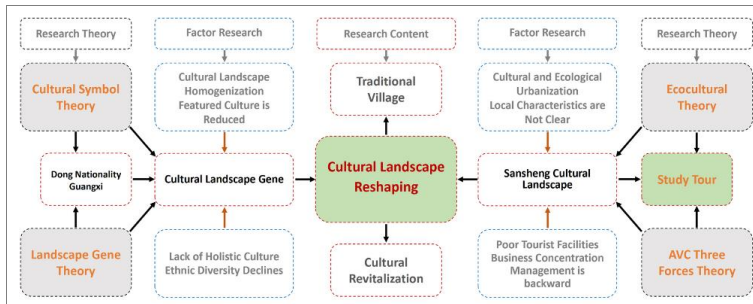 Research Theory
Factor Research
Research Content
Factor Research
Research Theory
Cultural Symbol
Theory
Cultural Landscape
Homogenization
Featured Culture is
Reduced
Traditional
Village
Cultural and Ecological
Urbanization
Local Characteristics are
Not Clear
Ecocultural
Theory
Dong Nationality
Guangxi
Cultural Landscape Gene
Cultural Landscape
Reshaping
Sansheng Cultural
Landscape
Study Tour
Landscape Gene
Theory
Lack of Holistic Culture
Ethnic Diversity Declines
Cultural
Revitalization
Poor Tourist Facilities
Business Concentration
Management is
backward
AVC Three
Forces Theory